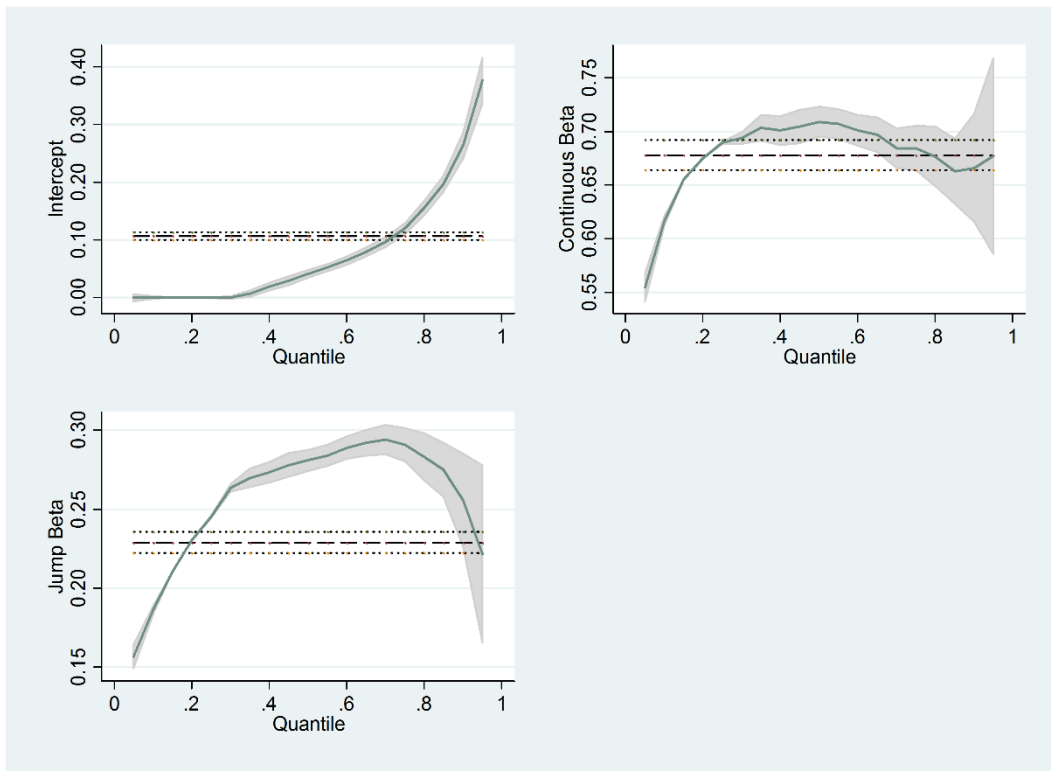 Intercept
0.40
0.30
0.20
0.10
0.00
0 .2 .4 .6 .8 1
Quantile
Continuous Beta
0.75
0.70
0.65
0.60
0.55
0 .2 .4 .6 .8 1
Quantile
Jump Beta
0.30
0.25
0.20
0.15
0 .2 .4 .6 .8 1
Quantile